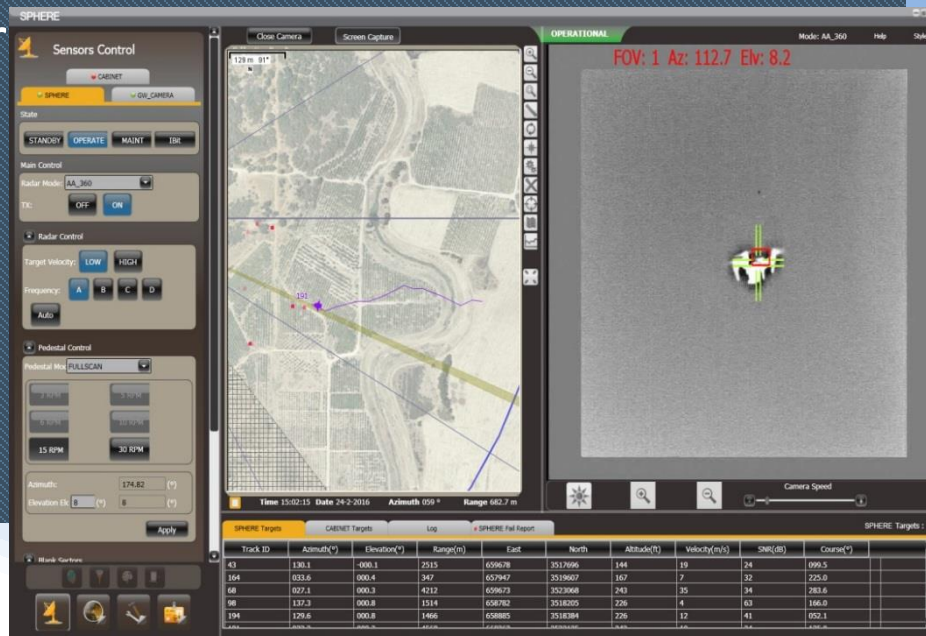 SPHERE
Sensors Control
CABINET
SPHERE
GW_CAMERA
State
STANDBY OPERATE MAINT IBit
Main Control
Radar Mode: AA_360
TX: OFF ON
Radar Control
Target Velocity: LOW HIGH
Frequency: A B C D
Auto
Pedestal Control
Pedestal Mod FULLSCAN
15 RPM 30 RPM
Azimuth: 174.82 (°)
Elevation Ek 8 (°) 8 (°)
Apply
Blank Sectors
Close Camera Screen Capture
129 m 91°
191
Time 15:02:15 Date 24-2-2016 Azimuth 059 ° Range 682.7 m
OPERATIONAL
Mode: AA_360 Help Style
FOV: 1 Az: 112.7 Elv: 8.2
Camera Speed
SPHERE Targets CABINET Targets Log SPHERE Fail Report
SPHERE Targets :
Track ID Azimuth(°) Elevation(°) Range(m) East North Altitude(ft) Velocity(m/s) SNR(dB) Course(°)
43 130.1 -000.1 2515 659678 3517696 144 19 24 099.5
164 033.6 000.4 347 657947 3519607 167 7 32 225.0
68 027.1 000.3 4212 659673 3523068 243 35 34 283.6
98 137.3 000.8 1514 658782 3518205 226 4 63 166.0
194 129.6 000.8 1466 658885 3518384 226 12 41 052.1